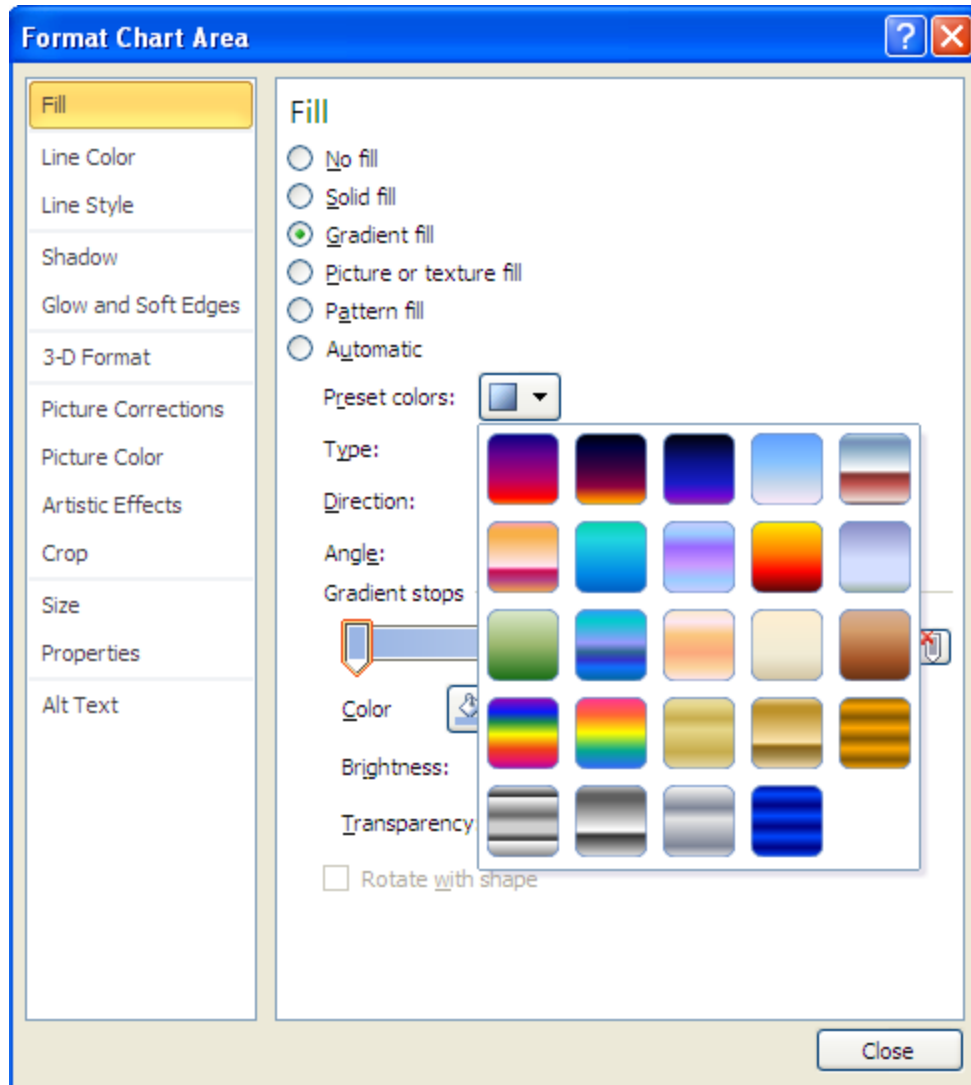 Format Chart Area
Fill
Line Color
Line Style
Shadow
Glow and Soft Edges
3-D Format
Picture Corrections
Picture Color
Artistic Effects
Crop
Size
Properties
Alt Text
Fill
No fill
Solid fill
Gradient fill
Picture or texture fill
Pattern fill
Automatic
Preset colors:
Type:
Direction:
Angle:
Gradient stops
Color
Brightness:
Transparency
Rotate with shape
Close